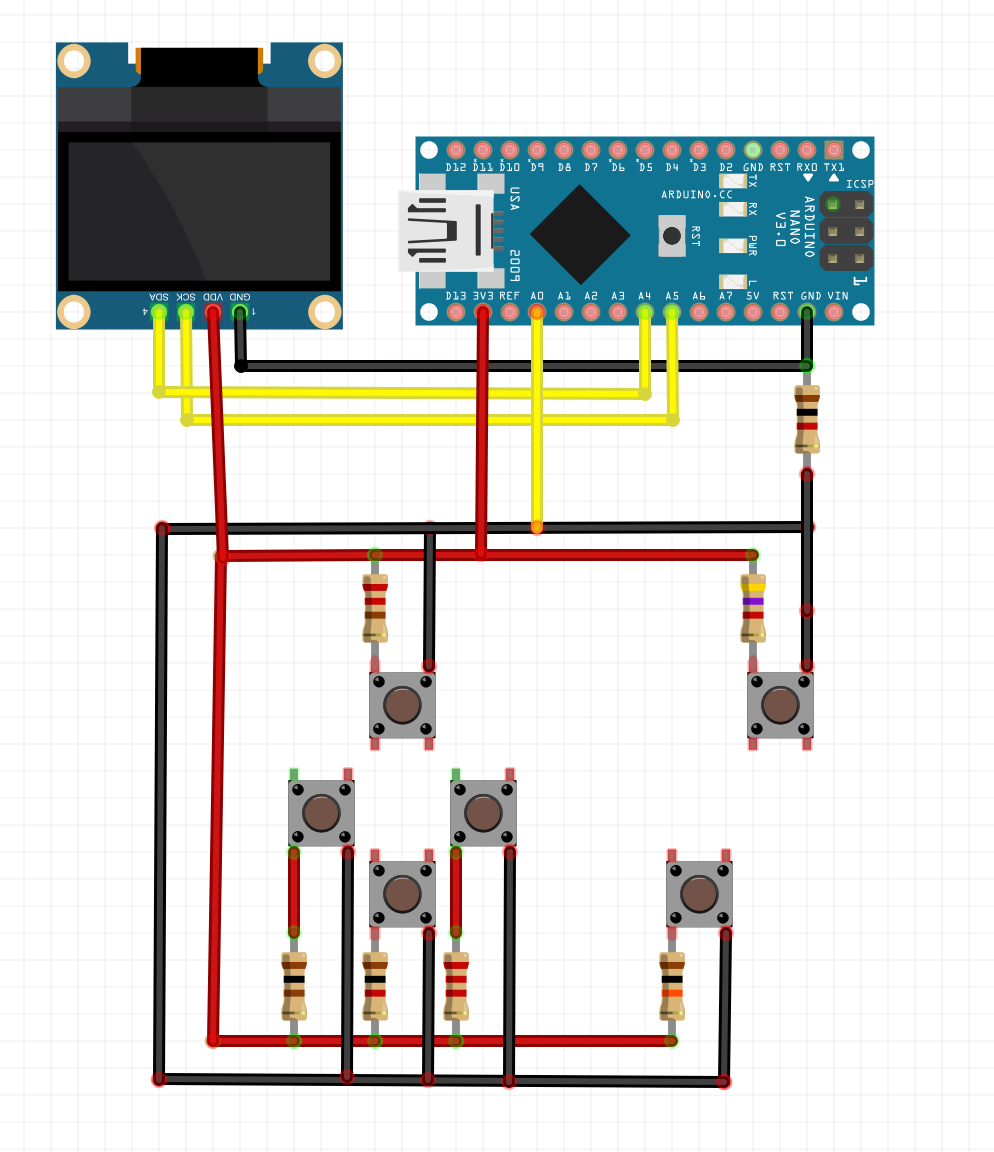 D12 D11 D10 D9 D8 D7 D6 D5 D4 D3 D2 GND RST RX0 TX1
TX
RX
PWR
L
ARDUINO.CC
RST
ARDUINO
NANO
V3.0
ICSP
1
USA
2009
D13 3V3 REF A0 A1 A2 A3 A4 A5 A6 A7 5V RST GND VIN
SDA SCK VDD GND
4 1